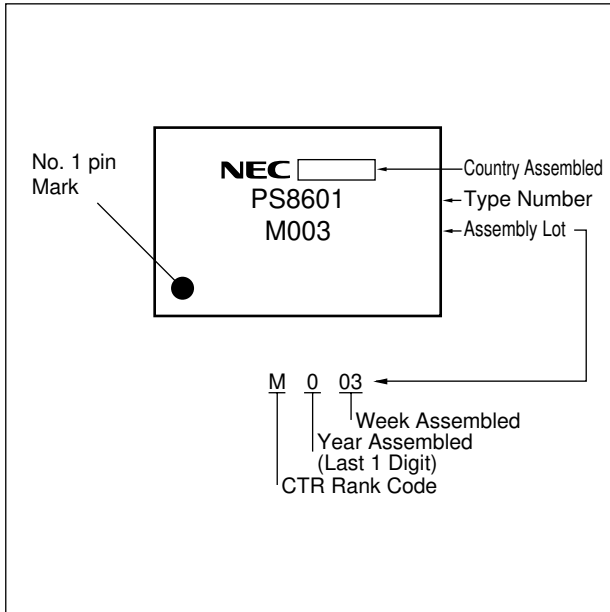 No. 1 pin
Mark
NEC
PS8601
M003
Country Assembled
Type Number
Assembly Lot
M 0 03
Week Assembled
Year Assembled
(Last 1 Digit)
CTR Rank Code